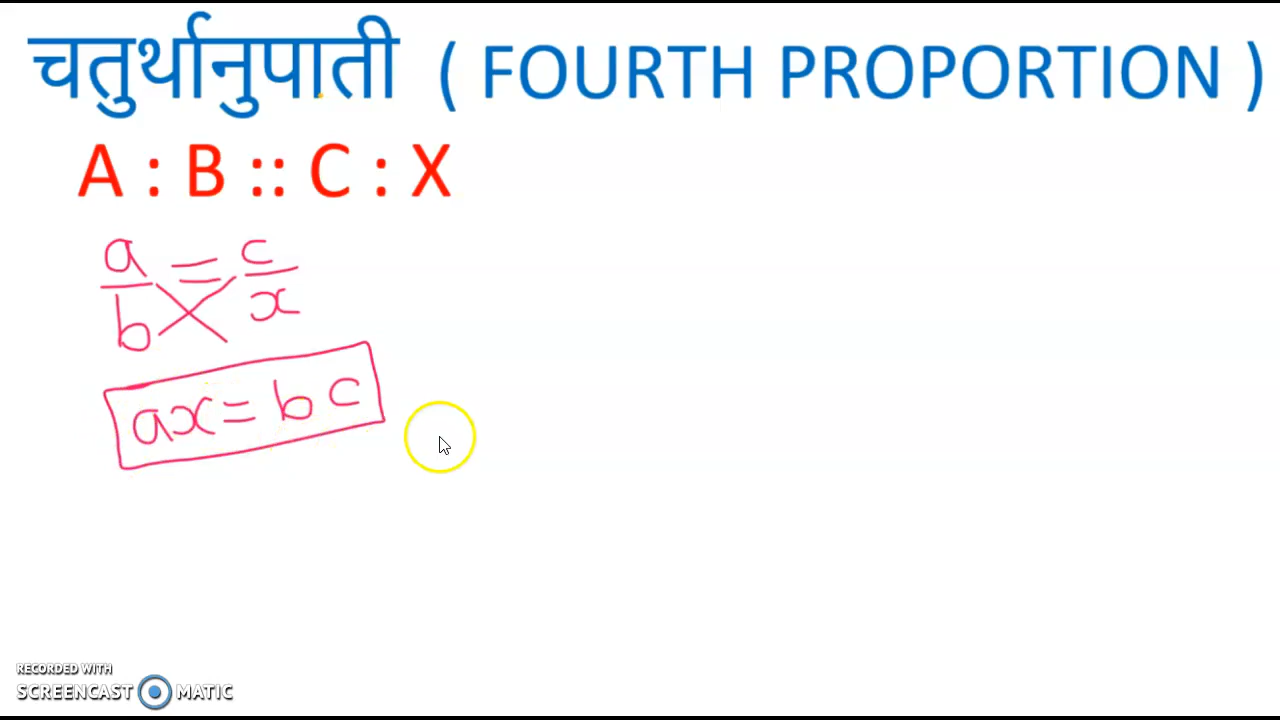 चतुर्थानुपाती ( FOURTH PROPORTION )
A : B :: C : X
a/b = c/x
ax = bc
RECORDED WITH
SCREENCAST MATIC